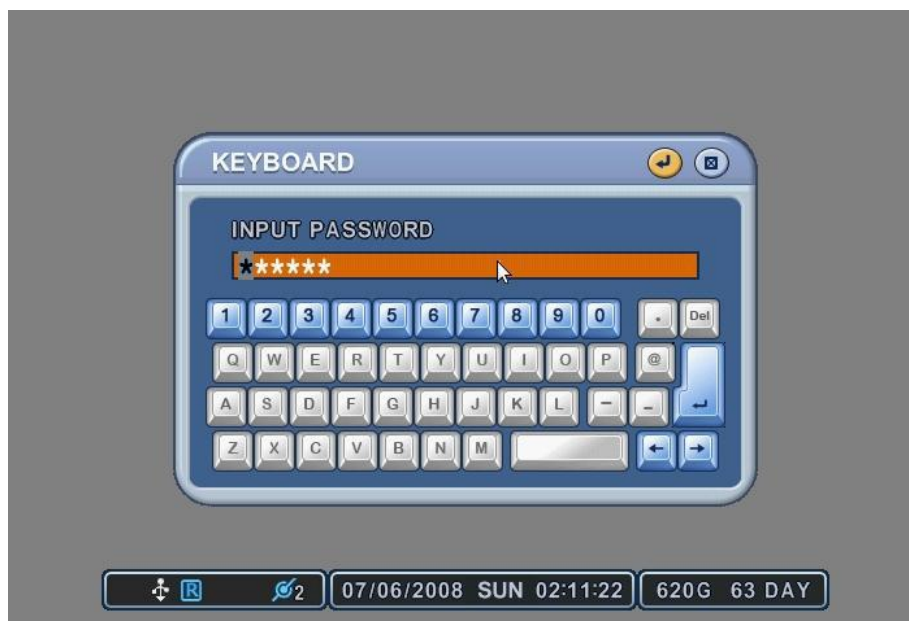 KEYBOARD
INPUT PASSWORD
******
1 2 3 4 5 6 7 8 9 0 . Del
Q W E R T Y U I O P @
A S D F G H J K L - _
Z X C V B N M ← →
R 2 07/06/2008 SUN 02:11:22 620G 63 DAY